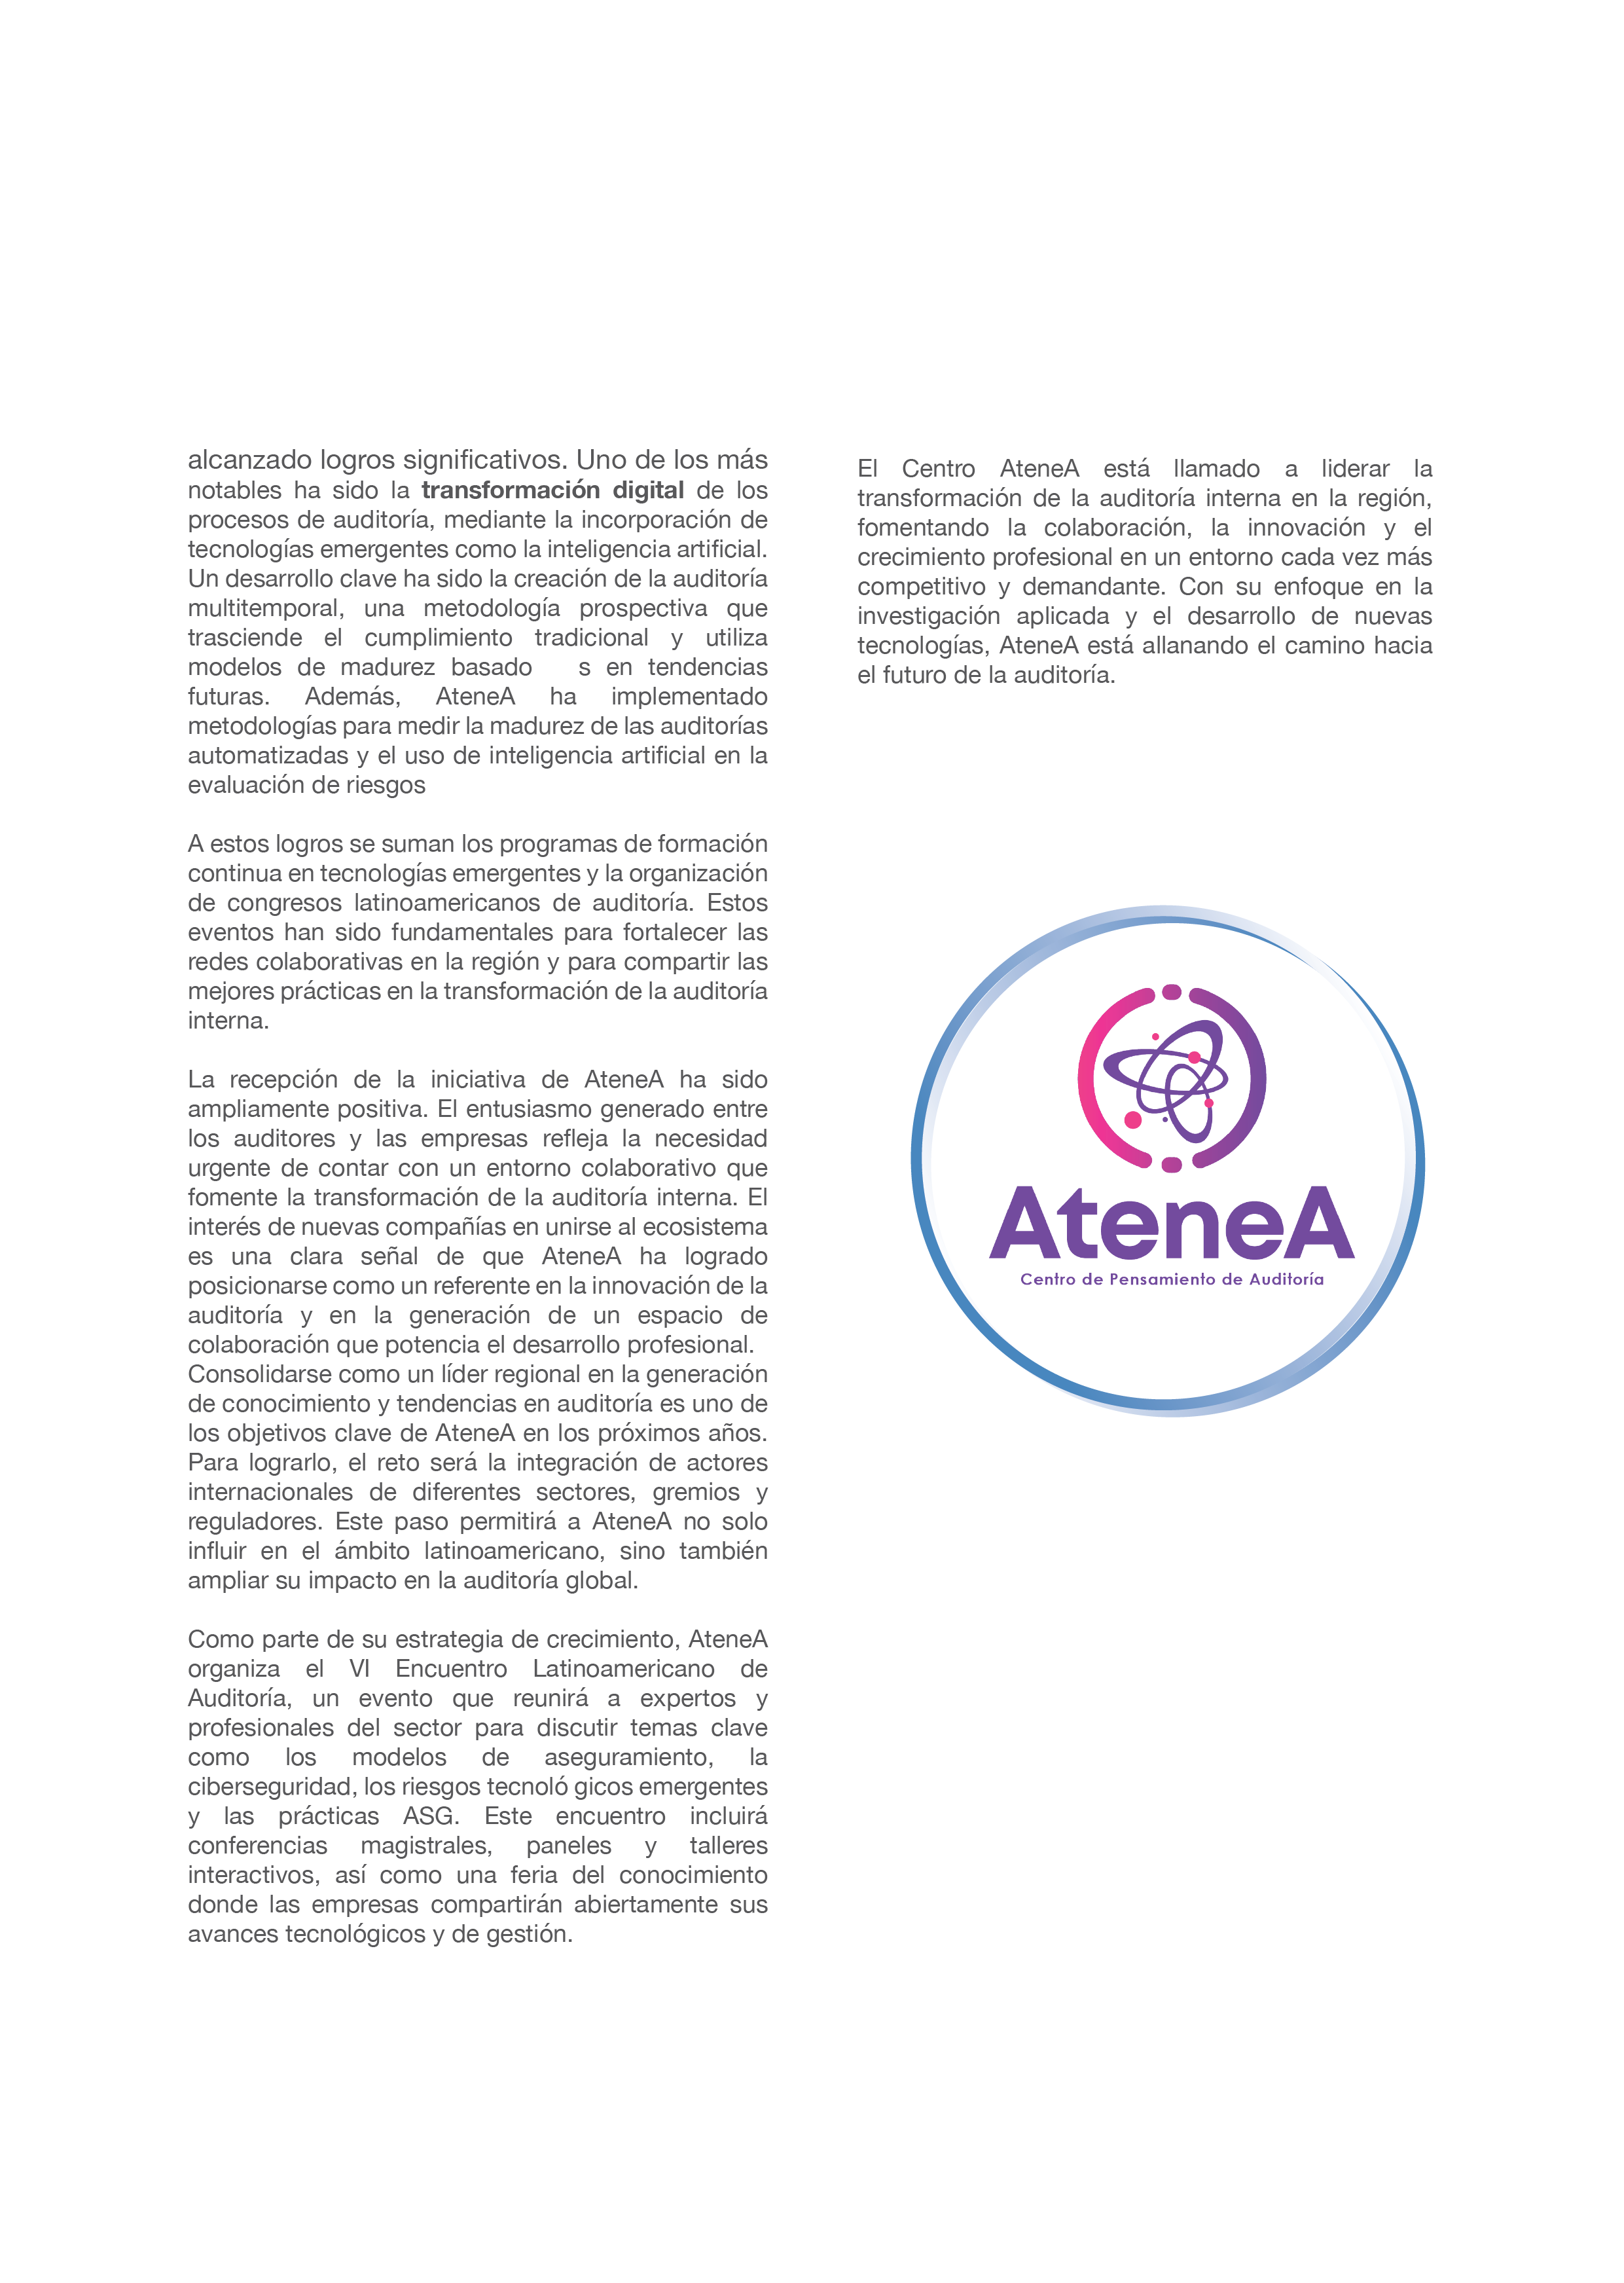 alcanzado logros significativos. Uno de los más
notables ha sido la transformación digital de los
procesos de auditoría, mediante la incorporación de
tecnologías emergentes como la inteligencia artificial.
Un desarrollo clave ha sido la creación de la auditoría
multitemporal, una metodología prospectiva que
trasciende el cumplimiento tradicional y utiliza
modelos de madurez basado s en tendencias
futuras. Además, AteneA ha implementado
metodologías para medir la madurez de las auditorías
automatizadas y el uso de inteligencia artificial en la
evaluación de riesgos
A estos logros se suman los programas de formación
continua en tecnologías emergentes y la organización
de congresos latinoamericanos de auditoría. Estos
eventos han sido fundamentales para fortalecer las
redes colaborativas en la región y para compartir las
mejores prácticas en la transformación de la auditoría
interna.
La recepción de la iniciativa de AteneA ha sido
ampliamente positiva. El entusiasmo generado entre
los auditores y las empresas refleja la necesidad
urgente de contar con un entorno colaborativo que
fomente la transformación de la auditoría interna. El
interés de nuevas compañías en unirse al ecosistema
es una clara señal de que AteneA ha logrado
posicionarse como un referente en la innovación de la
auditoría y en la generación de un espacio de
colaboración que potencia el desarrollo profesional.
Consolidarse como un líder regional en la generación
de conocimiento y tendencias en auditoría es uno de
los objetivos clave de AteneA en los próximos años.
Para lograrlo, el reto será la integración de actores
internacionales de diferentes sectores, gremios y
reguladores. Este paso permitirá a AteneA no solo
influir en el ámbito latinoamericano, sino también
ampliar su impacto en la auditoría global.
Como parte de su estrategia de crecimiento, AteneA
organiza el VI Encuentro Latinoamericano de
Auditoría, un evento que reunirá a expertos y
profesionales del sector para discutir temas clave
como los modelos de aseguramiento, la
ciberseguridad, los riesgos tecnoló gicos emergentes
y las prácticas ASG. Este encuentro incluirá
conferencias magistrales, paneles y talleres
interactivos, así como una feria del conocimiento
donde las empresas compartirán abiertamente sus
avances tecnológicos y de gestión.
El Centro AteneA está llamado a liderar la
transformación de la auditoría interna en la región,
fomentando la colaboración, la innovación y el
crecimiento profesional en un entorno cada vez más
competitivo y demandante. Con su enfoque en la
investigación aplicada y el desarrollo de nuevas
tecnologías, AteneA está allanando el camino hacia
el futuro de la auditoría.
AteneA
Centro de Pensamiento de Auditoría